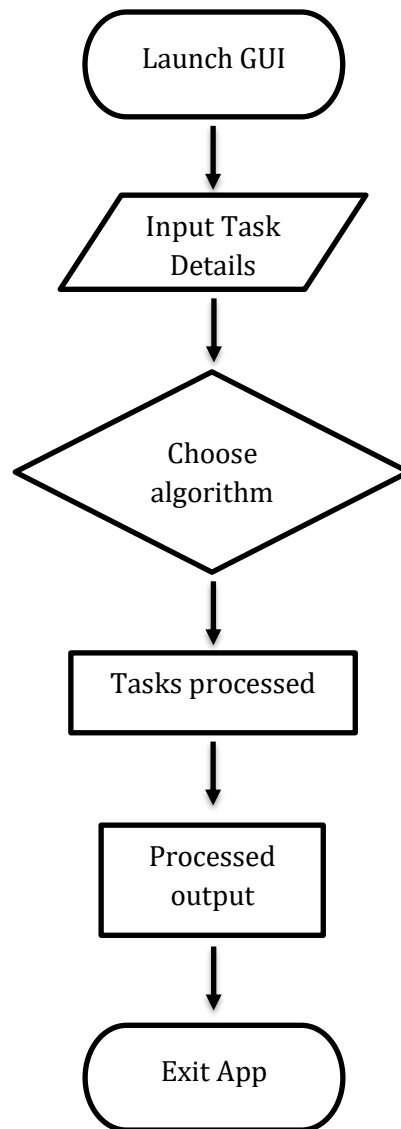 Launch GUI
Input Task
Details
Choose
algorithm
Tasks processed
Processed
output
Exit App